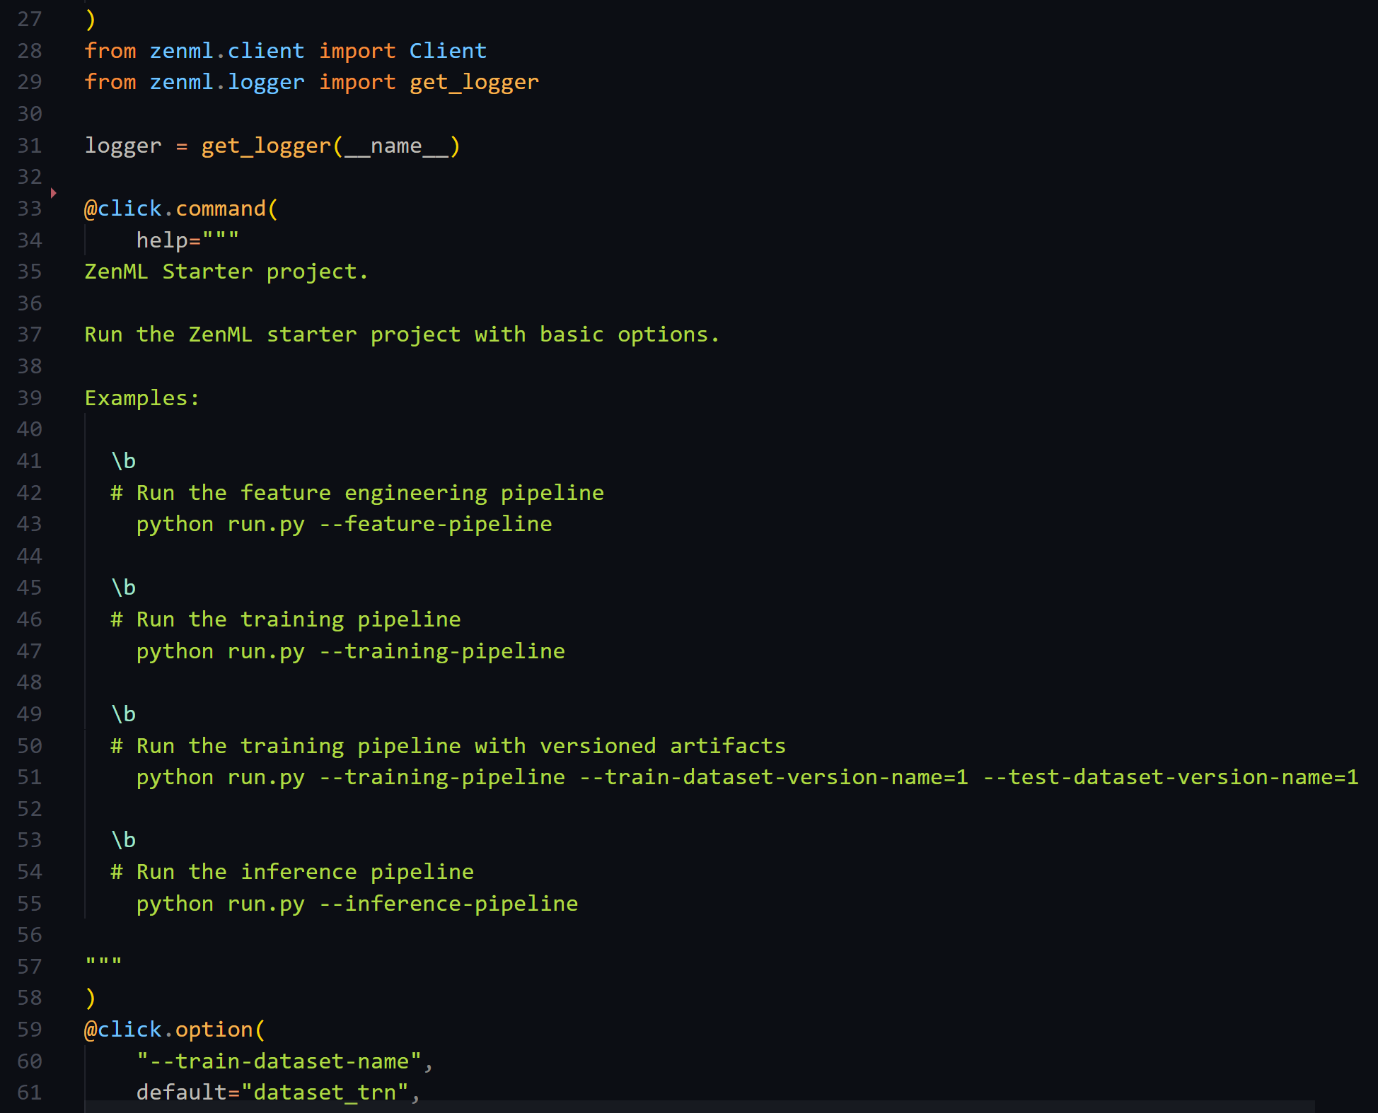 27 )
28 from zenml.client import Client
29 from zenml.logger import get_logger
30
31 logger = get_logger(__name__)
32
33 @click.command(
34     help="""
35 ZenML Starter project.
36
37 Run the ZenML starter project with basic options.
38
39 Examples:
40
41   \b
42   # Run the feature engineering pipeline
43     python run.py --feature-pipeline
44
45   \b
46   # Run the training pipeline
47     python run.py --training-pipeline
48
49   \b
50   # Run the training pipeline with versioned artifacts
51     python run.py --training-pipeline --train-dataset-version-name=1 --test-dataset-version-name=1
52
53   \b
54   # Run the inference pipeline
55     python run.py --inference-pipeline
56
57 """
58 )
59 @click.option(
60     "--train-dataset-name",
61     default="dataset_trn",